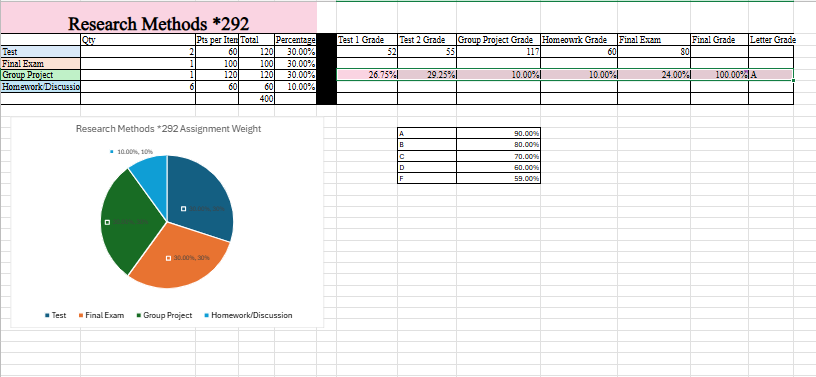 Research Methods *292
Qty Pts per Iten Total Percentage Test 1 Grade Test 2 Grade Group Project Grade Homeowrk Grade Final Exam Final Grade Letter Grade
Test 2 60 120 30.00% 52 55 117 60 80
Final Exam 1 100 100 30.00%
Group Project 1 120 120 30.00% 26.75% 29.25% 10.00% 10.00% 24.00% 100.00% A
Homework/Discussio 6 60 60 10.00%
400
Research Methods *292 Assignment Weight
A 90.00%
B 80.00%
C 70.00%
D 60.00%
F 59.00%
10.00%, 10%
30.00%, 30%
Test Final Exam Group Project Homework/Discussion